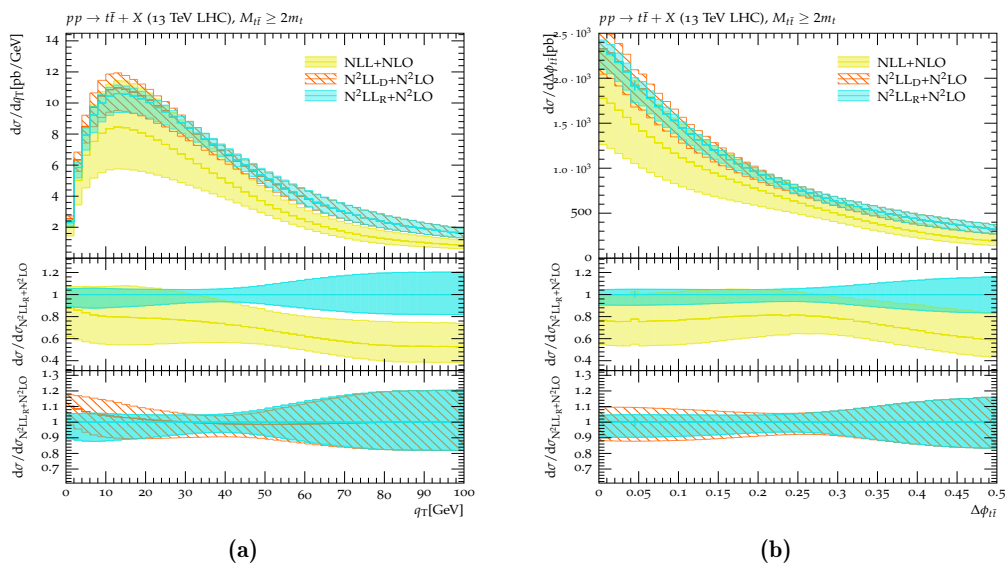 pp → tt̄ + X (13 TeV LHC), M_tt̄ ≥ 2m_t
dσ/dq_T [pb/GeV]
14
12
10
8
6
4
2
NLL+NLO
N²LL_D+N²LO
N²LL_R+N²LO
dσ/dσ_N²LL_R+N²LO
1.2
1
0.8
0.6
0.4
dσ/dσ_N²LL_R+N²LO
1.3
1.2
1.1
1.0
0.9
0.8
0.7
0 10 20 30 40 50 60 70 80 90 100
q_T[GeV]
(a)
pp → tt̄ + X (13 TeV LHC), M_tt̄ ≥ 2m_t
dσ/dΔϕ_tt̄[pb]
2.5 ·10³
2.0 ·10³
1.5 ·10³
1.0 ·10³
500
0
NLL+NLO
N²LL_D+N²LO
N²LL_R+N²LO
dσ/dσ_N²LL_R+N²LO
1.2
1
0.8
0.6
0.4
dσ/dσ_N²LL_R+N²LO
1.3
1.2
1.1
1.0
0.9
0.8
0.7
0 0.05 0.1 0.15 0.2 0.25 0.3 0.35 0.4 0.45 0.5
Δϕ_tt̄
(b)